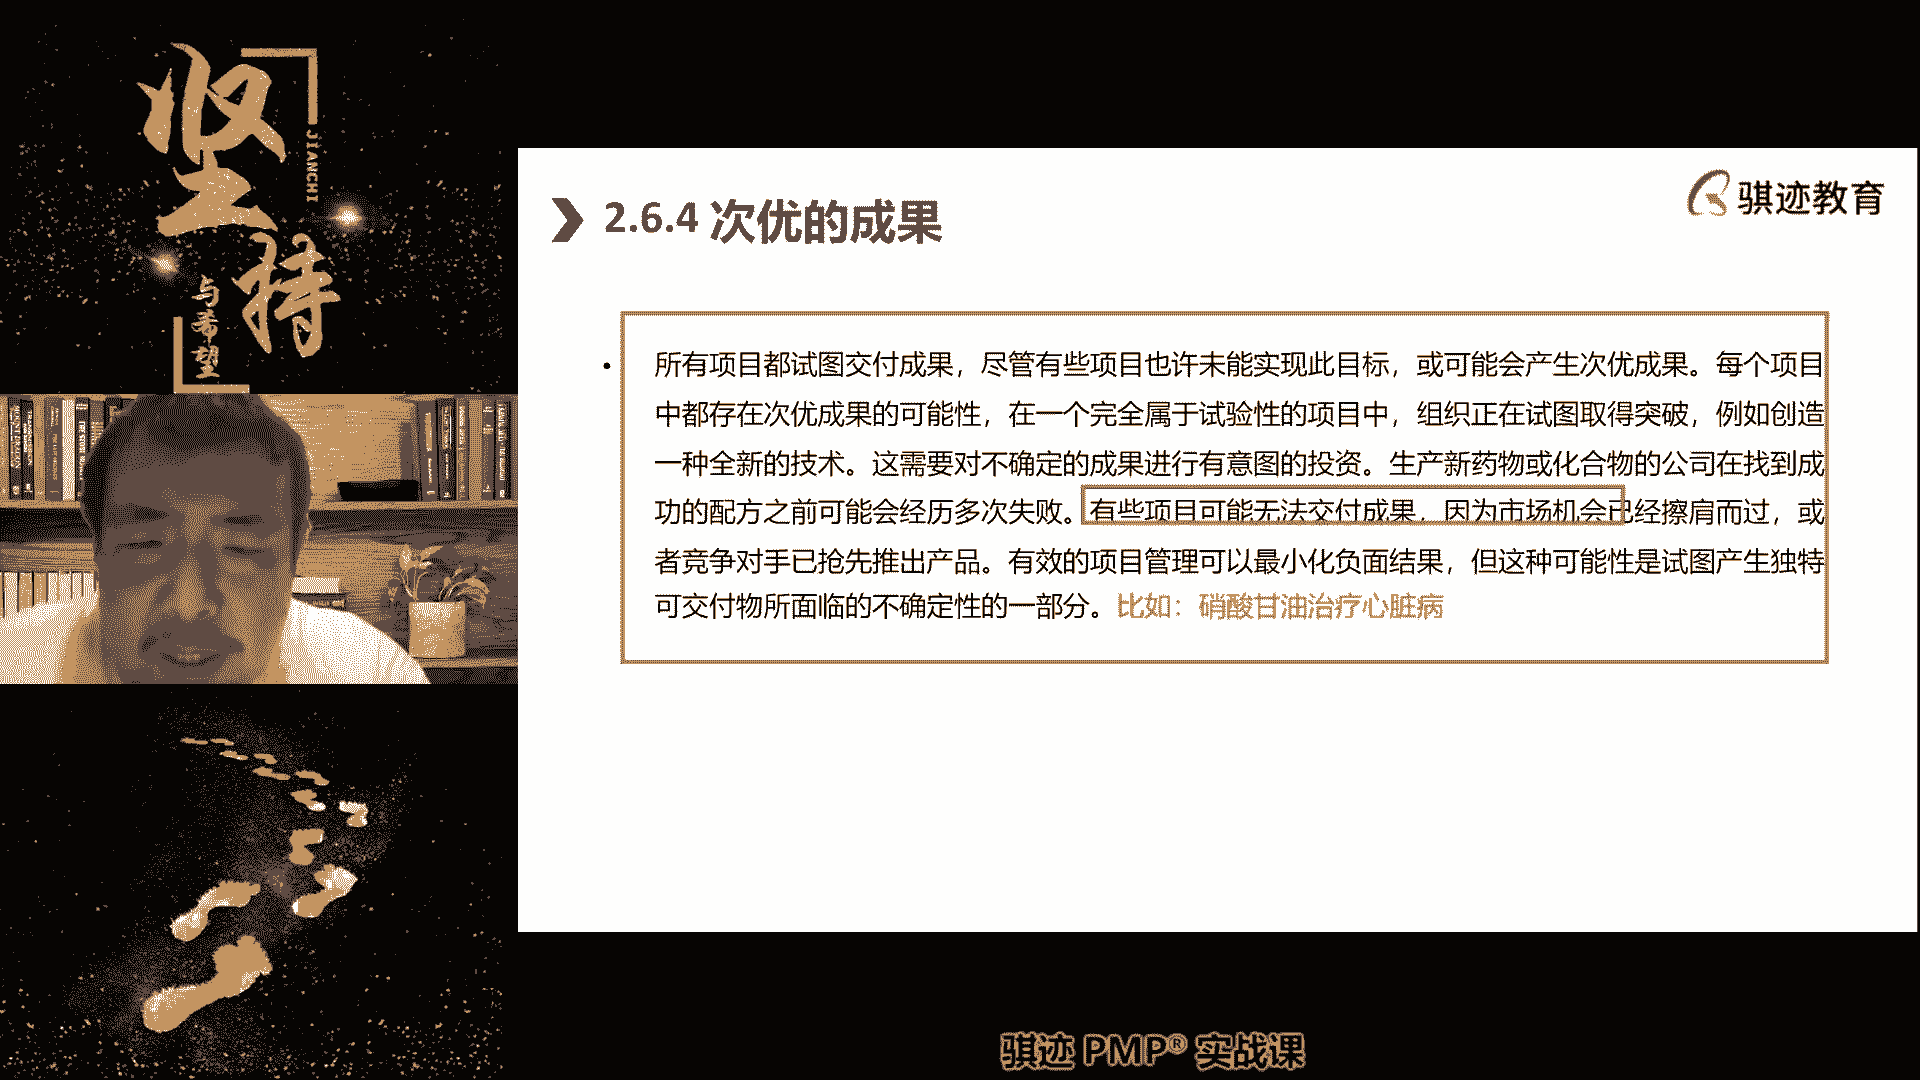 坚持
JIANCHI
与希望
骐迹教育
2.6.4 次优的成果
• 所有项目都试图交付成果，尽管有些项目也许未能实现此目标，或可能会产生次优成果。每个项目
中都存在次优成果的可能性，在一个完全属于试验性的项目中，组织正在试图取得突破，例如创造
一种全新的技术。这需要对不确定的成果进行有意图的投资。生产新药物或化合物的公司在找到成
功的配方之前可能会经历多次失败。有些项目可能无法交付成果，因为市场机会已经擦肩而过，或
者竞争对手已抢先推出产品。有效的项目管理可以最小化负面结果，但这种可能性是试图产生独特
可交付物所面临的不确定性的一部分。比如：硝酸甘油治疗心脏病
骐迹 PMP® 实战课